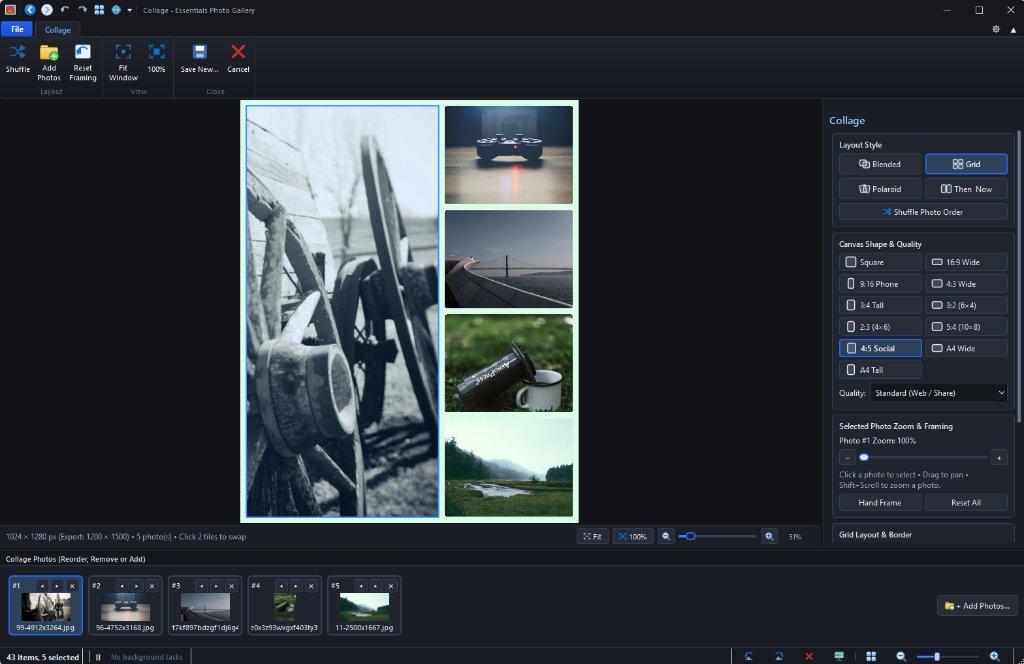 Collage - Essentials Photo Gallery
File
Collage
Shuffle
Add Photos
Reset Framing
Fit Window
100%
Save New...
Cancel
Layout
View
Close
AEROPRESS
Collage
Layout Style
Blended
Grid
Polaroid
Then Now
Shuffle Photo Order
Canvas Shape & Quality
Square
16:9 Wide
9:16 Phone
4:3 Wide
3:4 Tall
3:2 (6×4)
2:3 (4×6)
5:4 (10×8)
4:5 Social
A4 Wide
A4 Tall
Quality:
Standard (Web / Share)
Selected Photo Zoom & Framing
Photo #1 Zoom: 100%
Click a photo to select • Drag to pan •
Shift+Scroll to zoom a photo.
Hand Frame
Reset All
Grid Layout & Border
1024 × 1280 px (Export: 1200 × 1500) • 5 photo(s) • Click 2 tiles to swap
Fit
100%
51%
Collage Photos (Reorder, Remove or Add)
#1
#2
#3
#4
#5
99-4912x3264.jpg
96-4752x3168.jpg
11-2500x1667.jpg
+ Add Photos...
43 items, 5 selected
No background tasks